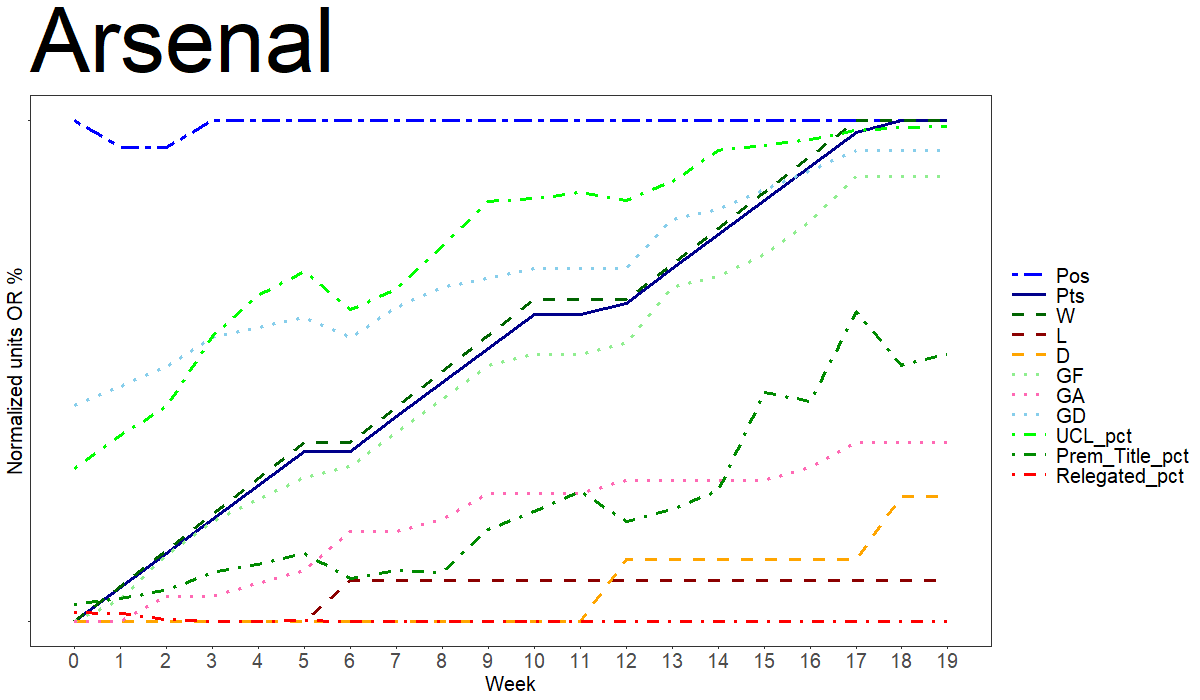 Arsenal
Normalized units OR %
Pos
Pts
W
L
D
GF
GA
GD
UCL_pct
Prem_Title_pct
Relegated_pct
0 1 2 3 4 5 6 7 8 9 10 11 12 13 14 15 16 17 18 19
Week